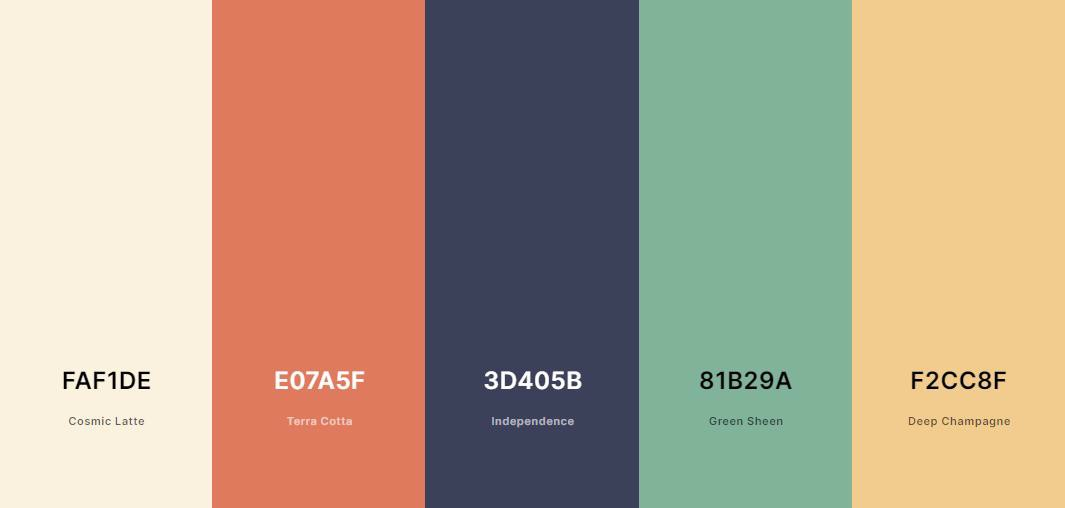 FAF1DE
Cosmic Latte
E07A5F
Terra Cotta
3D405B
Independence
81B29A
Green Sheen
F2CC8F
Deep Champagne